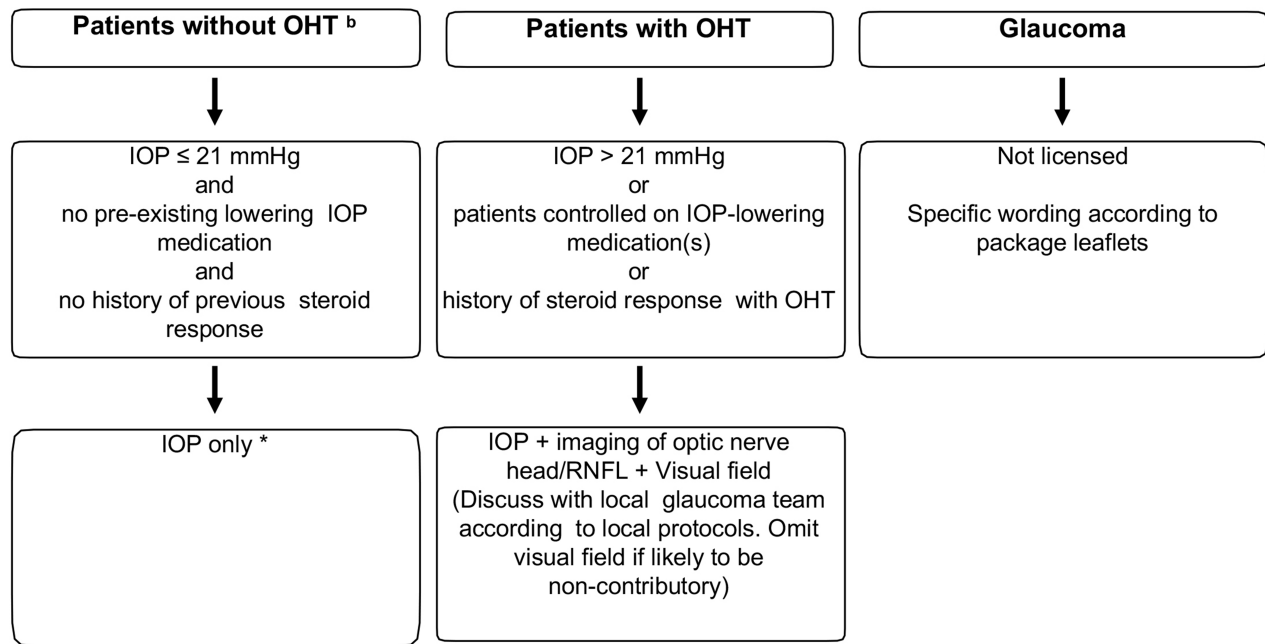 Patients without OHT ᵇ
IOP ≤ 21 mmHg
and
no pre-existing lowering IOP
medication
and
no history of previous steroid
response
IOP only *
Patients with OHT
IOP > 21 mmHg
or
patients controlled on IOP-lowering
medication(s)
or
history of steroid response with OHT
IOP + imaging of optic nerve
head/RNFL + Visual field
(Discuss with local glaucoma team
according to local protocols. Omit
visual field if likely to be
non-contributory)
Glaucoma
Not licensed
Specific wording according to
package leaflets